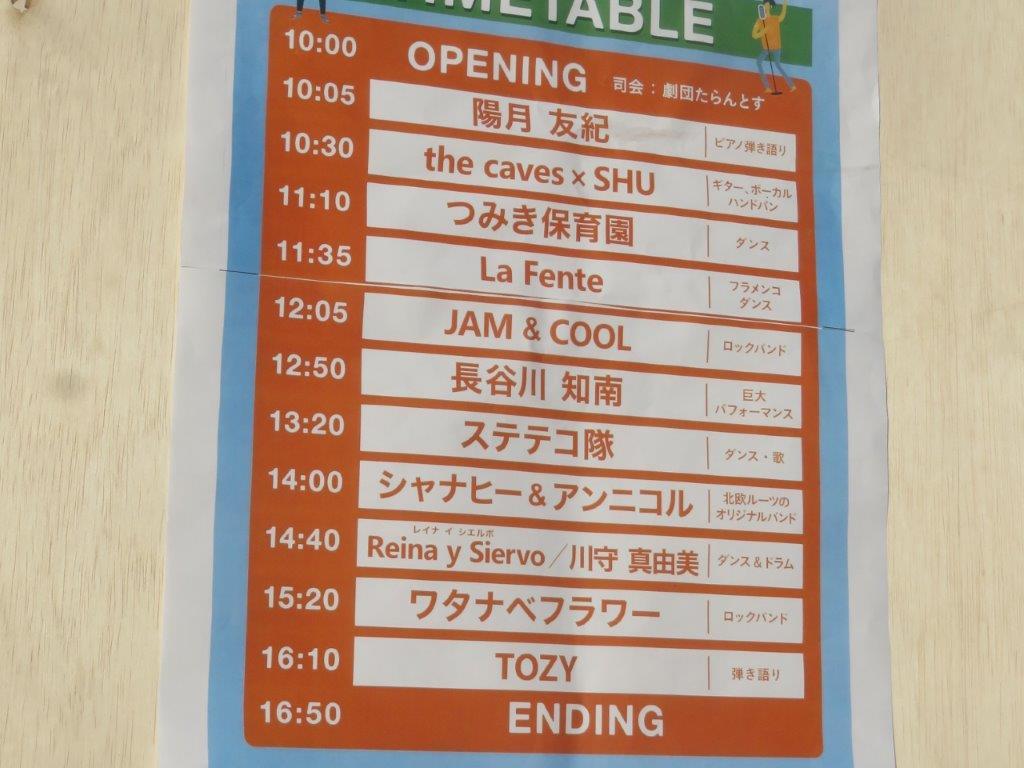 TIMETABLE
10:00 OPENING 司会：劇団たらんとす
10:05 陽月 友紀 ピアノ弾き語り
10:30 the caves × SHU ギター、ボーカル
ハンドパン
11:10 つみき保育園 ダンス
11:35 La Fente フラメンコ
ダンス
12:05 JAM & COOL ロックバンド
12:50 長谷川 知南 巨大
パフォーマンス
13:20 ステテコ隊 ダンス・歌
14:00 シャナヒー＆アンニコル 北欧ルーツの
オリジナルバンド
レイナ イ シエルボ
14:40 Reina y Siervo／川守 真由美 ダンス＆ドラム
15:20 ワタナベフラワー ロックバンド
16:10 TOZY 弾き語り
16:50 ENDING